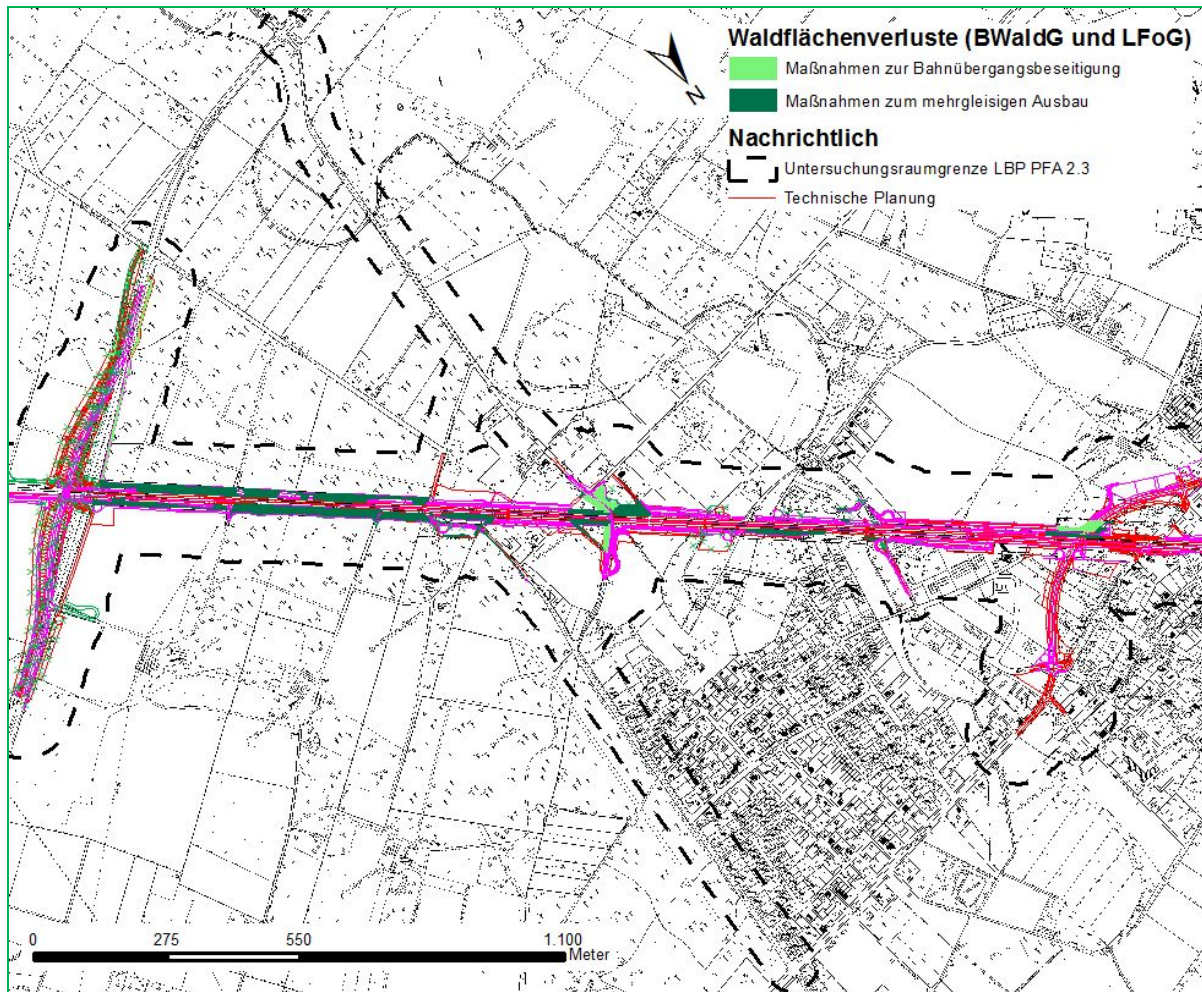 Waldflächenverluste (BWaldG und LFoG)
Maßnahmen zur Bahnübergangsbeseitigung
Maßnahmen zum mehrgleisigen Ausbau
Nachrichtlich
Untersuchungsraumgrenze LBP PFA 2.3
Technische Planung
N
0 275 550 1.100
Meter